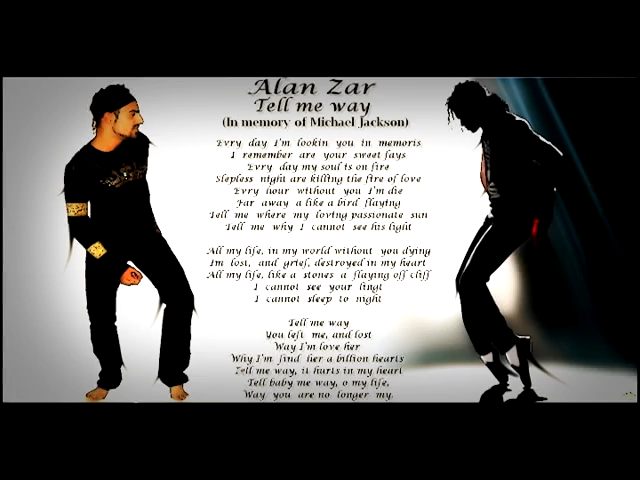 Alan Zar
Tell me way
(In memory of Michael Jackson)
Evry day I'm lookin you in memoris
I remember are your sweet fays
Evry day my soul is on fire
Slepless night are killing the fire of love
Evry hour without you I'm die
Far away a like a bird flaying
Tell me where my loving passionate sun
Tell me why I cannot see his light
All my life, in my world without you dying
Im lost, and grief, destroyed in my heart
All my life, like a stones a flaying off cliff
I cannot see your lingt
I cannot sleep to night
Tell me way
You left me, and lost
Way I'm love her
Why I'm find her a billion hearts
Tell me way, it hurts in my heart
Tell baby me way, o my life,
Way you are no longer my,